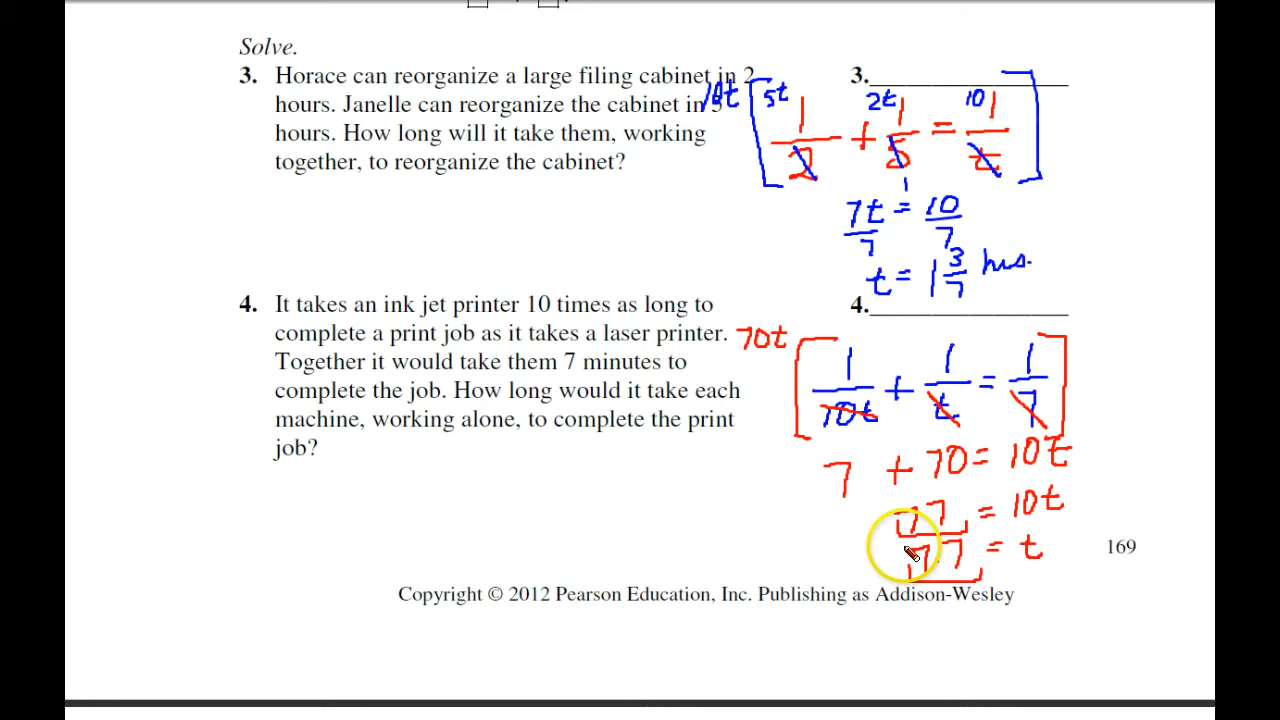 Solve.
3. Horace can reorganize a large filing cabinet in 2
hours. Janelle can reorganize the cabinet in 5
hours. How long will it take them, working
together, to reorganize the cabinet?
3.
10t [ 5t 2t 10
1/2 + 1/5 = 1/t ]
1
7t/7 = 10/7
t = 1 3/7 hrs.
4. It takes an ink jet printer 10 times as long to
complete a print job as it takes a laser printer.
Together it would take them 7 minutes to
complete the job. How long would it take each
machine, working alone, to complete the print
job?
4.
70t [ 1/10t + 1/t = 1/7 ]
7 + 70 = 10t
77 = 10t
7.7 = t
169
Copyright © 2012 Pearson Education, Inc. Publishing as Addison-Wesley